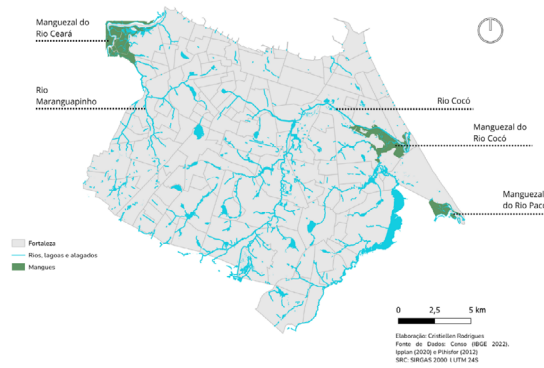 Manguezal do
Rio Ceará
Rio
Maranguapinho
Rio Cocó
Manguezal do
Rio Cocó
Manguezal
do Rio Paco
Fortaleza
Rios, lagoas e alagados
Mangues
0 2,5 5 km
Elaboração: Cristiellen Rodrigues
Fonte de Dados: Censo (IBGE 2022),
Ipplan (2020) e Pihisfor (2012)
SRC: SIRGAS 2000 UTM 24S